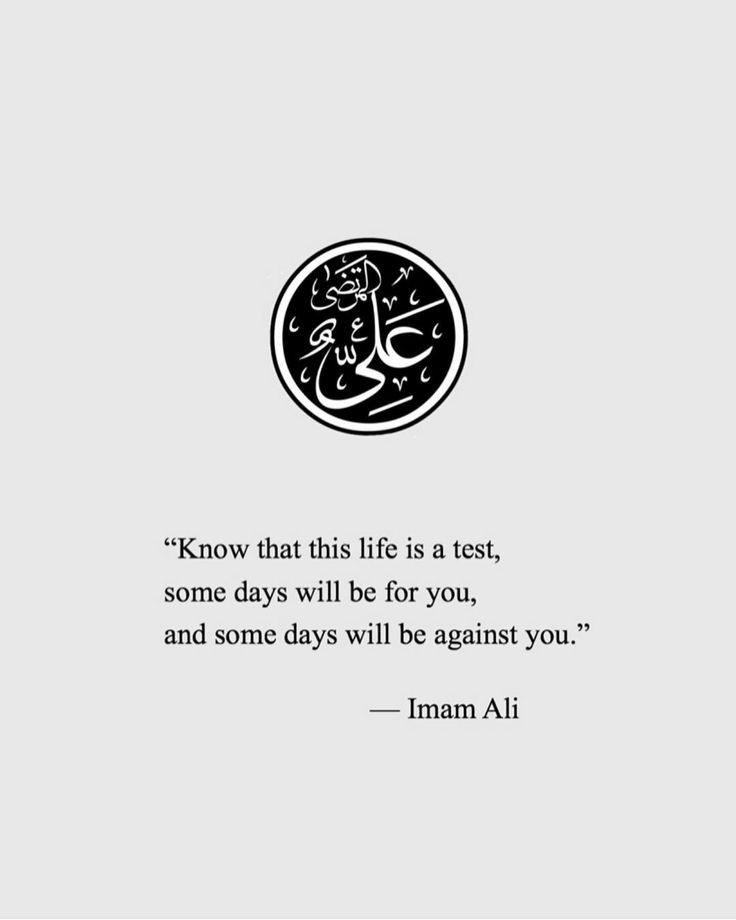 المرتضى
علي
ع
“Know that this life is a test,
some days will be for you,
and some days will be against you.”
— Imam Ali